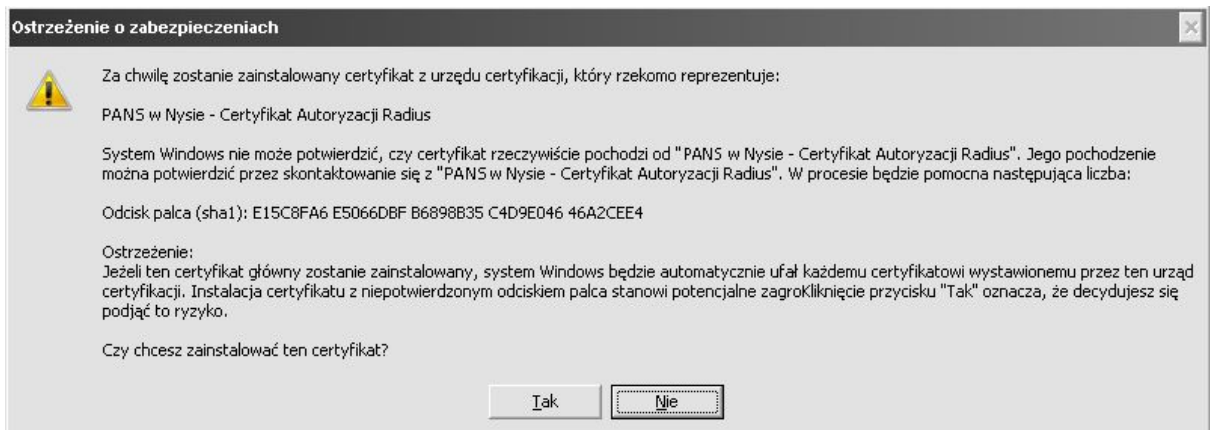 Ostrzeżenie o zabezpieczeniach
Za chwilę zostanie zainstalowany certyfikat z urzędu certyfikacji, który rzekomo reprezentuje:
PANS w Nysie - Certyfikat Autoryzacji Radius
System Windows nie może potwierdzić, czy certyfikat rzeczywiście pochodzi od "PANS w Nysie - Certyfikat Autoryzacji Radius". Jego pochodzenie
można potwierdzić przez skontaktowanie się z "PANS w Nysie - Certyfikat Autoryzacji Radius". W procesie będzie pomocna następująca liczba:
Odcisk palca (sha1): E15C8FA6 E5066DBF B6898B35 C4D9E046 46A2CEE4
Ostrzeżenie:
Jeżeli ten certyfikat główny zostanie zainstalowany, system Windows będzie automatycznie ufał każdemu certyfikatowi wystawionemu przez ten urząd
certyfikacji. Instalacja certyfikatu z niepotwierdzonym odciskiem palca stanowi potencjalne zagroKliknięcie przycisku "Tak" oznacza, że decydujesz się
podjąć to ryzyko.
Czy chcesz zainstalować ten certyfikat?
Tak Nie